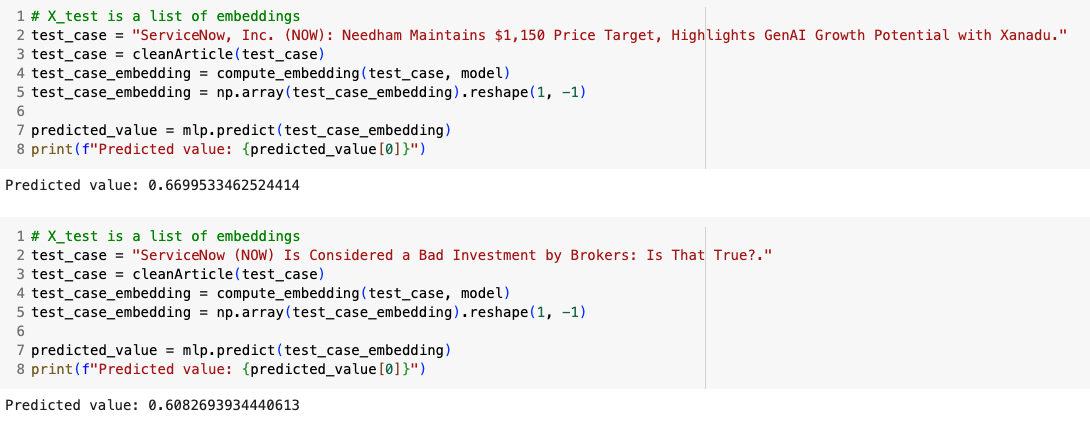 1 # X_test is a list of embeddings
2 test_case = "ServiceNow, Inc. (NOW): Needham Maintains $1,150 Price Target, Highlights GenAI Growth Potential with Xanadu."
3 test_case = cleanArticle(test_case)
4 test_case_embedding = compute_embedding(test_case, model)
5 test_case_embedding = np.array(test_case_embedding).reshape(1, -1)
6
7 predicted_value = mlp.predict(test_case_embedding)
8 print(f"Predicted value: {predicted_value[0]}")
Predicted value: 0.6699533462524414
1 # X_test is a list of embeddings
2 test_case = "ServiceNow (NOW) Is Considered a Bad Investment by Brokers: Is That True?."
3 test_case = cleanArticle(test_case)
4 test_case_embedding = compute_embedding(test_case, model)
5 test_case_embedding = np.array(test_case_embedding).reshape(1, -1)
6
7 predicted_value = mlp.predict(test_case_embedding)
8 print(f"Predicted value: {predicted_value[0]}")
Predicted value: 0.6082693934440613